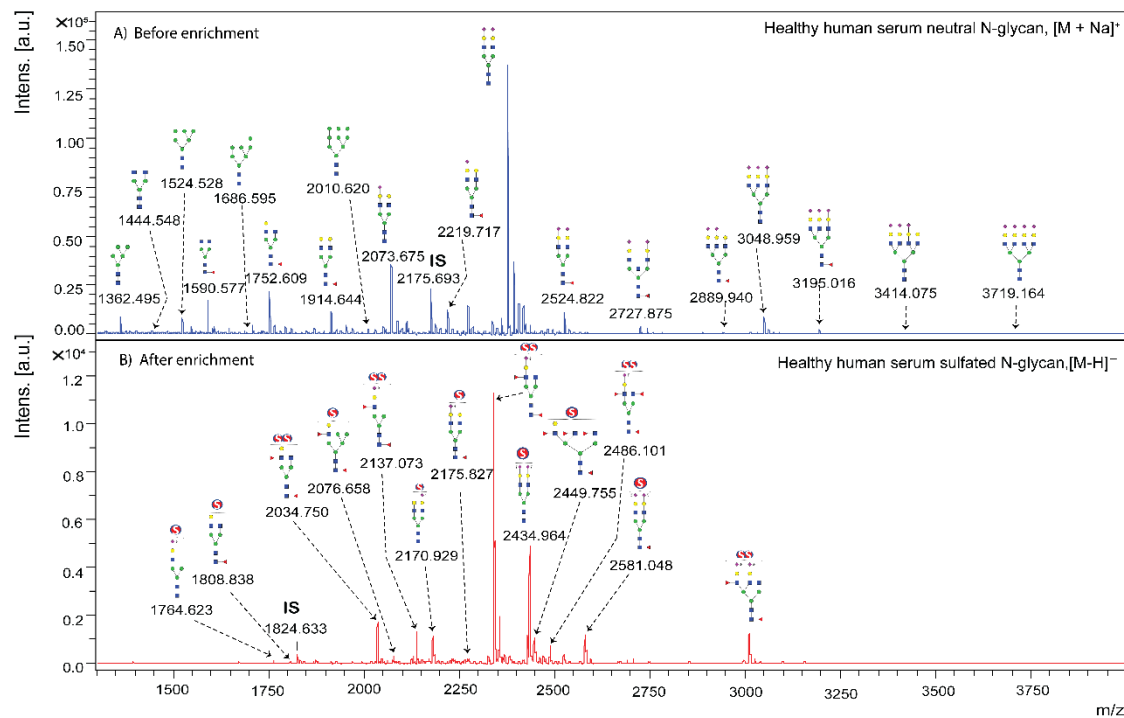 A) Before enrichment
Healthy human serum neutral N-glycan, [M + Na]⁺
×10⁵
Intens. [a.u.]
1.50
1.25
1.00
0.75
0.50
0.25
0.00
1362.495
1444.548
1524.528
1590.577
1686.595
1752.609
1914.644
2010.620
2073.675
IS
2175.693
2219.717
2524.822
2727.875
2889.940
3048.959
3195.016
3414.075
3719.164
B) After enrichment
Healthy human serum sulfated N-glycan,[M-H]⁻
×10⁴
Intens. [a.u.]
1.2
1.0
0.8
0.6
0.4
0.2
0.0
S
1764.623
S
1808.838
IS
1824.633
SS
2034.750
S
2076.658
SS
2137.073
S
2170.929
S
2175.827
SS
S
2434.964
S
2449.755
SS
2486.101
S
2581.048
SS
1500
1750
2000
2250
2500
2750
3000
3250
3500
3750
m/z